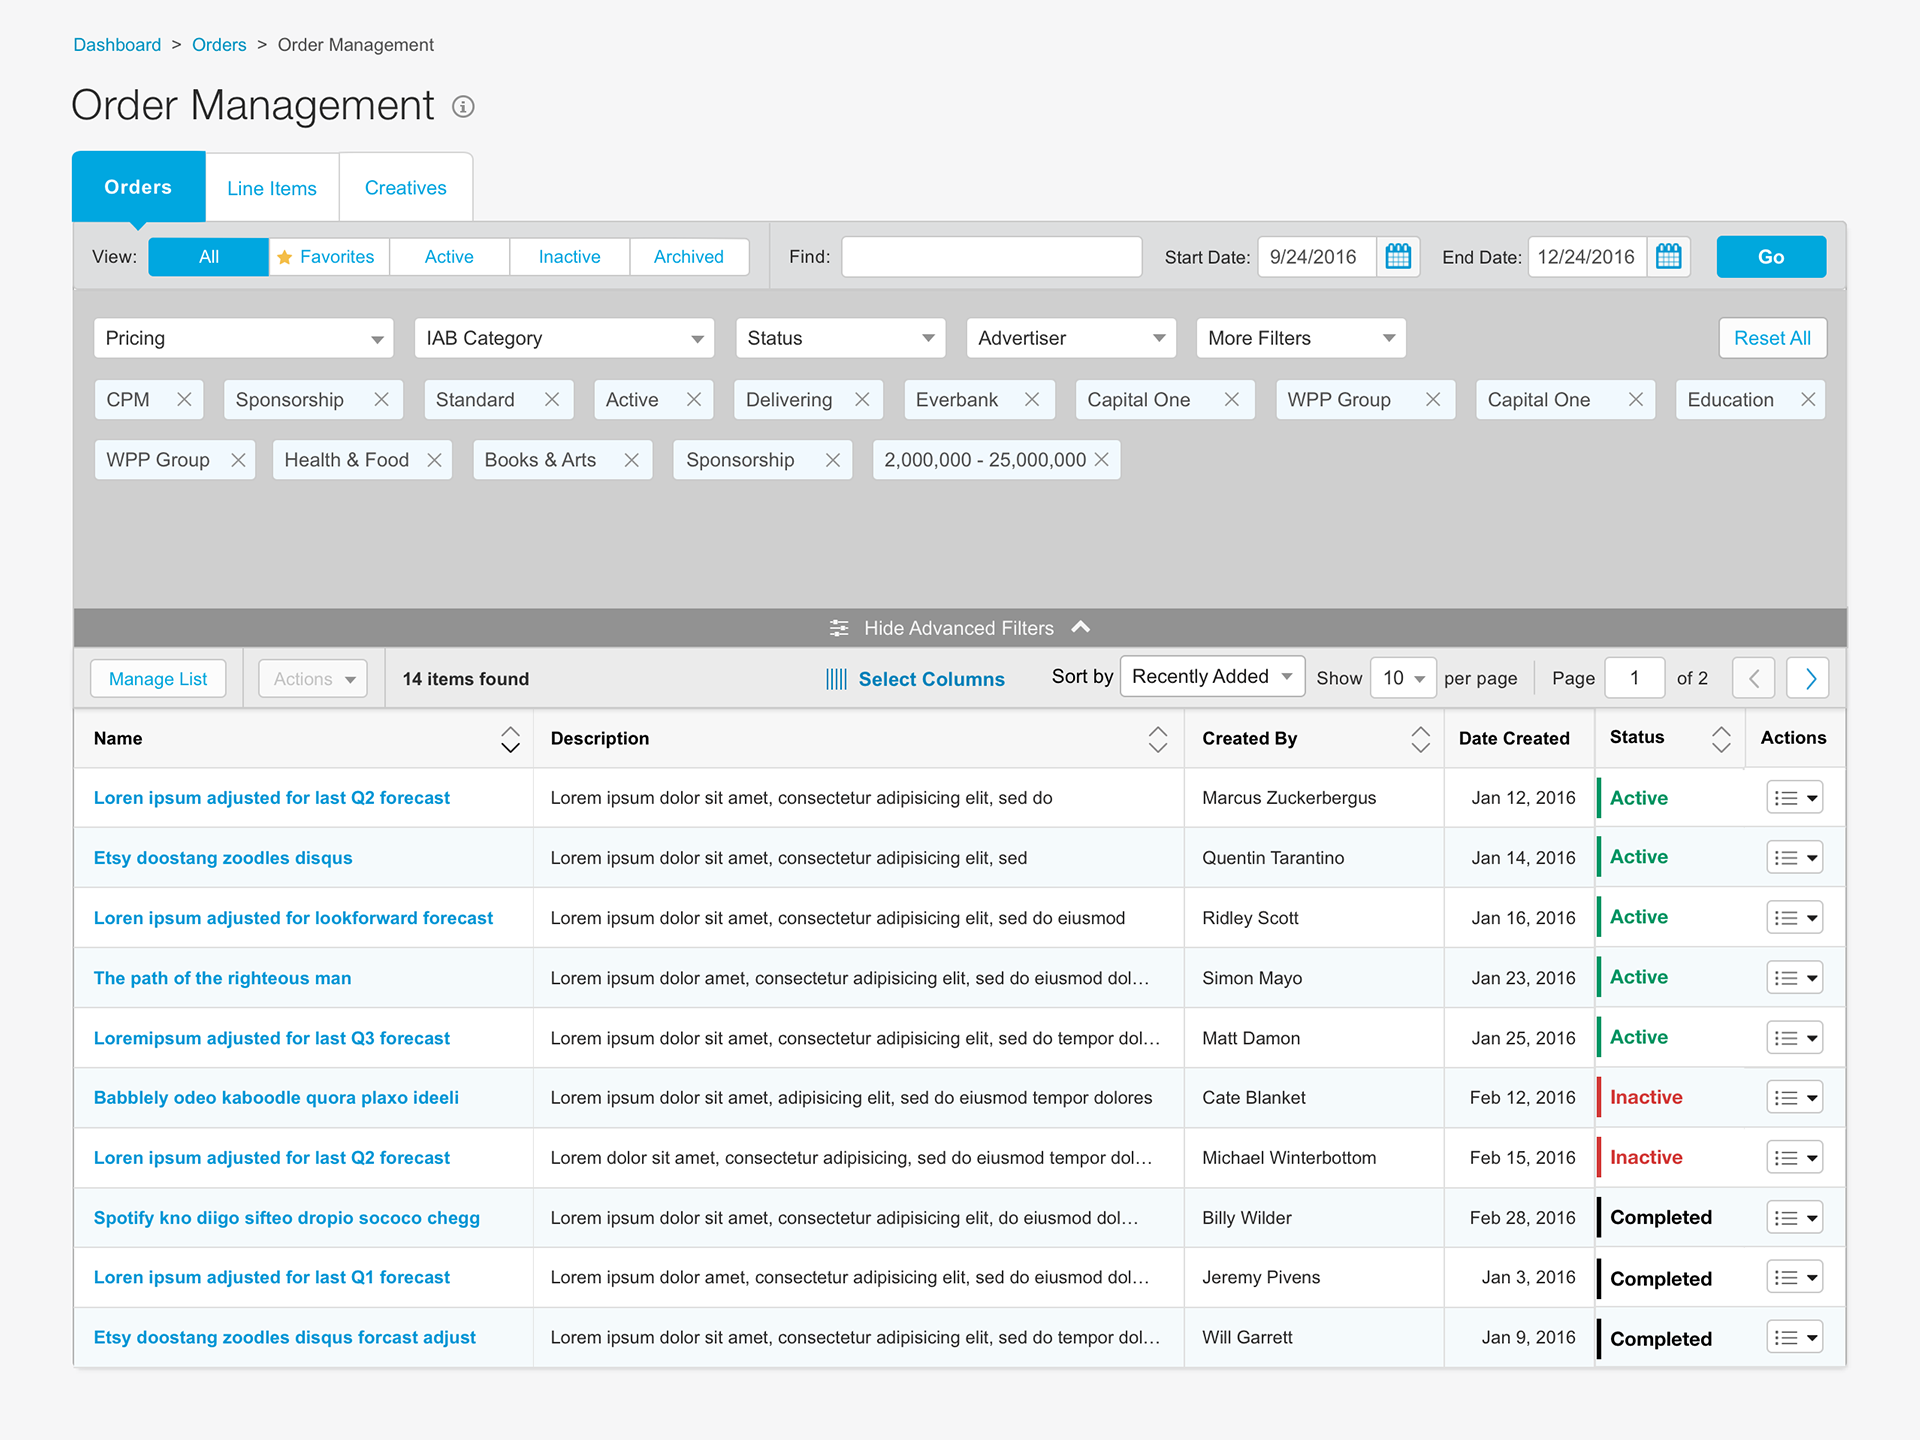 Dashboard > Orders > Order Management
Order Management
Orders Line Items Creatives
View: All Favorites Active Inactive Archived Find: Start Date: 9/24/2016 End Date: 12/24/2016 Go
Pricing IAB Category Status Advertiser More Filters Reset All
CPM Sponsorship Standard Active Delivering Everbank Capital One WPP Group Capital One Education
WPP Group Health & Food Books & Arts Sponsorship 2,000,000 - 25,000,000
Hide Advanced Filters
Manage List Actions 14 items found Select Columns Sort by Recently Added Show 10 per page Page 1 of 2
Name Description Created By Date Created Status Actions
Loren ipsum adjusted for last Q2 forecast Lorem ipsum dolor sit amet, consectetur adipisicing elit, sed do Marcus Zuckerbergus Jan 12, 2016 Active
Etsy doostang zoodles disqus Lorem ipsum dolor sit amet, consectetur adipisicing elit, sed Quentin Tarantino Jan 14, 2016 Active
Loren ipsum adjusted for lookforward forecast Lorem ipsum dolor sit amet, consectetur adipisicing elit, sed do eiusmod Ridley Scott Jan 16, 2016 Active
The path of the righteous man Lorem ipsum dolor amet, consectetur adipisicing elit, sed do eiusmod dol… Simon Mayo Jan 23, 2016 Active
Loremipsum adjusted for last Q3 forecast Lorem ipsum dolor sit amet, consectetur adipisicing elit, sed do tempor dol… Matt Damon Jan 25, 2016 Active
Babblely odeo kaboodle quora plaxo ideeli Lorem ipsum dolor sit amet, adipisicing elit, sed do eiusmod tempor dolores Cate Blanket Feb 12, 2016 Inactive
Loren ipsum adjusted for last Q2 forecast Lorem dolor sit amet, consectetur adipisicing, sed do eiusmod tempor dol… Michael Winterbottom Feb 15, 2016 Inactive
Spotify kno diigo sifteo dropio sococo chegg Lorem ipsum dolor sit amet, consectetur adipisicing elit, do eiusmod dol… Billy Wilder Feb 28, 2016 Completed
Loren ipsum adjusted for last Q1 forecast Lorem ipsum dolor amet, consectetur adipisicing elit, sed do eiusmod dol… Jeremy Pivens Jan 3, 2016 Completed
Etsy doostang zoodles disqus forcast adjust Lorem ipsum dolor sit amet, consectetur adipisicing elit, sed do tempor dol… Will Garrett Jan 9, 2016 Completed